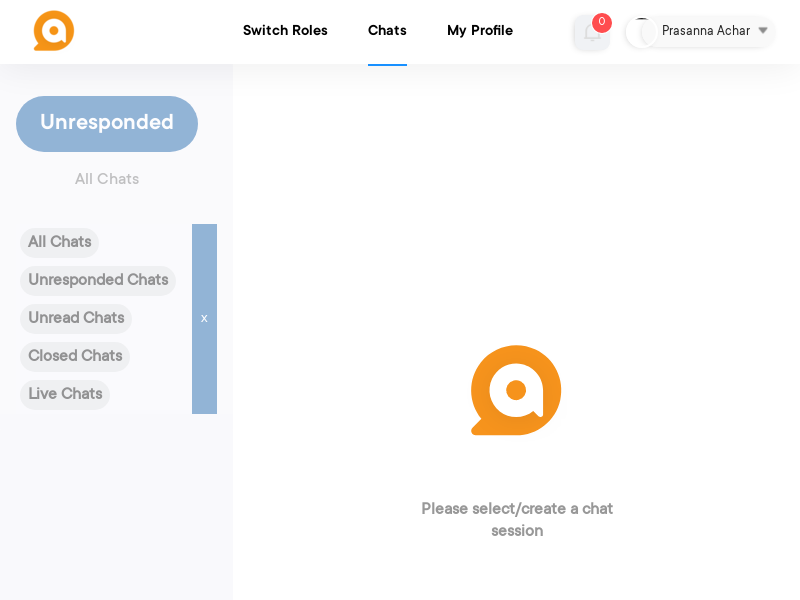 Switch Roles
Chats
My Profile
0
Prasanna Achar
Unresponded
All Chats
All Chats
Unresponded Chats
Unread Chats
Closed Chats
Live Chats
x
Please select/create a chat
session